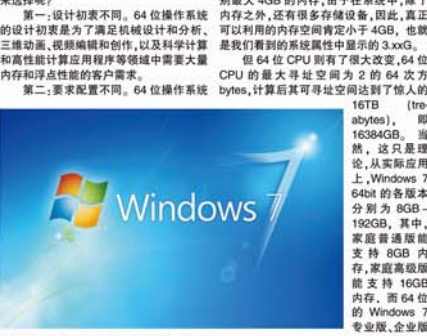 来选择呢?
第一:设计初衷不同。64 位操作系统
的设计初衷是为了满足机械设计和分析、
三维动画、视频编辑和创作,以及科学计算
和高性能计算应用程序等领域中需要大量
内存和浮点性能的客户需求。
第二:要求配置不同。64 位操作系统
Windows 7
别最大 4GB 的内存,由于在系统中,除了
内存之外,还有很多存储设备,因此,真正
可以利用的内存空间肯定小于 4GB，也就
是我们看到的系统属性中显示的 3.xxG。
但 64 位 CPU 则有了很大改变,64 位
CPU 的最大寻址空间为 2 的 64 次方
bytes,计算后其可寻址空间达到了惊人的
16TB (tre-
abytes)， 即
16384GB。 当
然，这只是理
论,从实际应用
上,Windows 7
64bit 的各版本
分别为 8GB-
192GB，其中,
家庭普通版能
支持 8GB 内
存,家庭高级版
能支持 16GB
内存，而 64 位
的 Windows 7
专业版、企业版